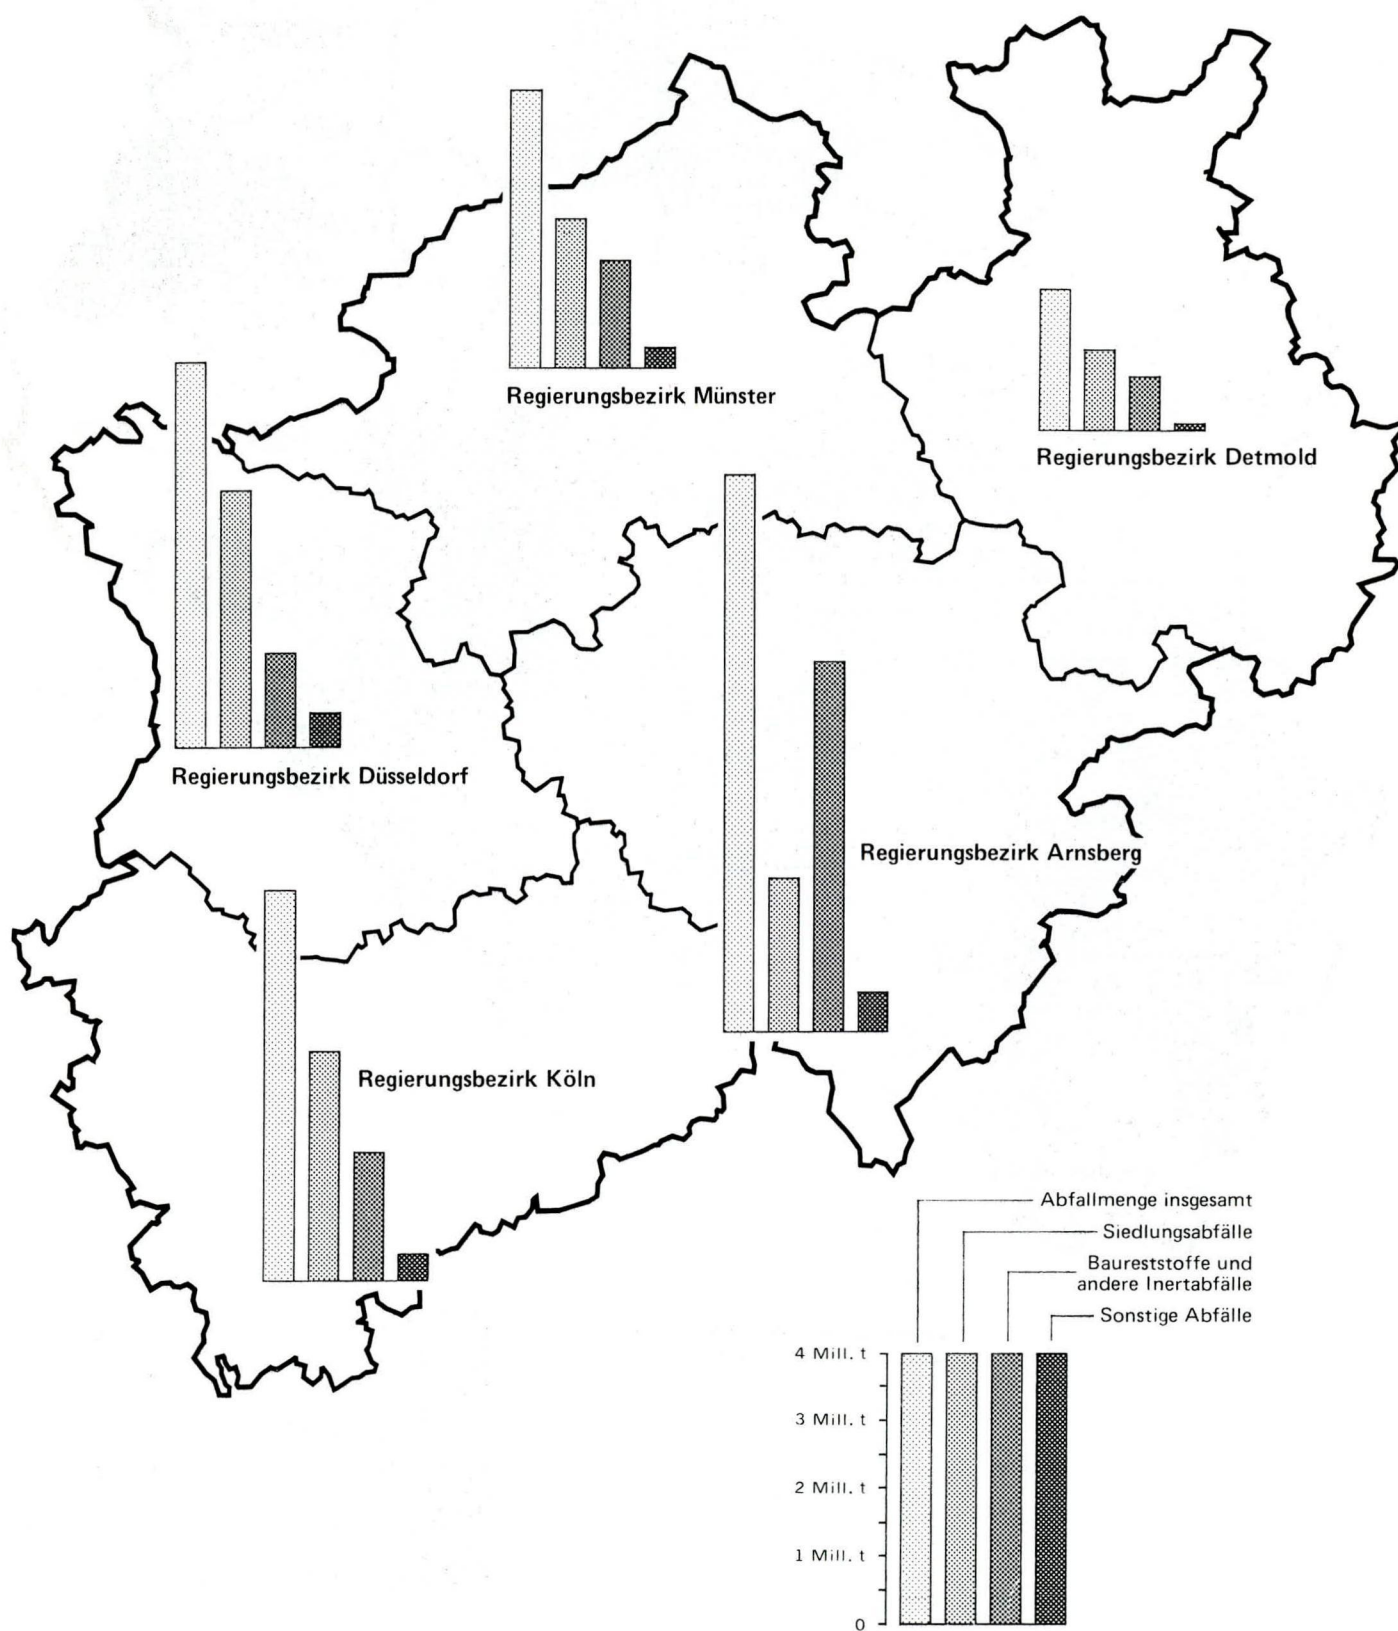 Regierungsbezirk Münster
Regierungsbezirk Detmold
Regierungsbezirk Düsseldorf
Regierungsbezirk Arnsberg
Regierungsbezirk Köln
Abfallmenge insgesamt
Siedlungsabfälle
Baureststoffe und
andere Inertabfälle
Sonstige Abfälle
4 Mill. t
3 Mill. t
2 Mill. t
1 Mill. t
0